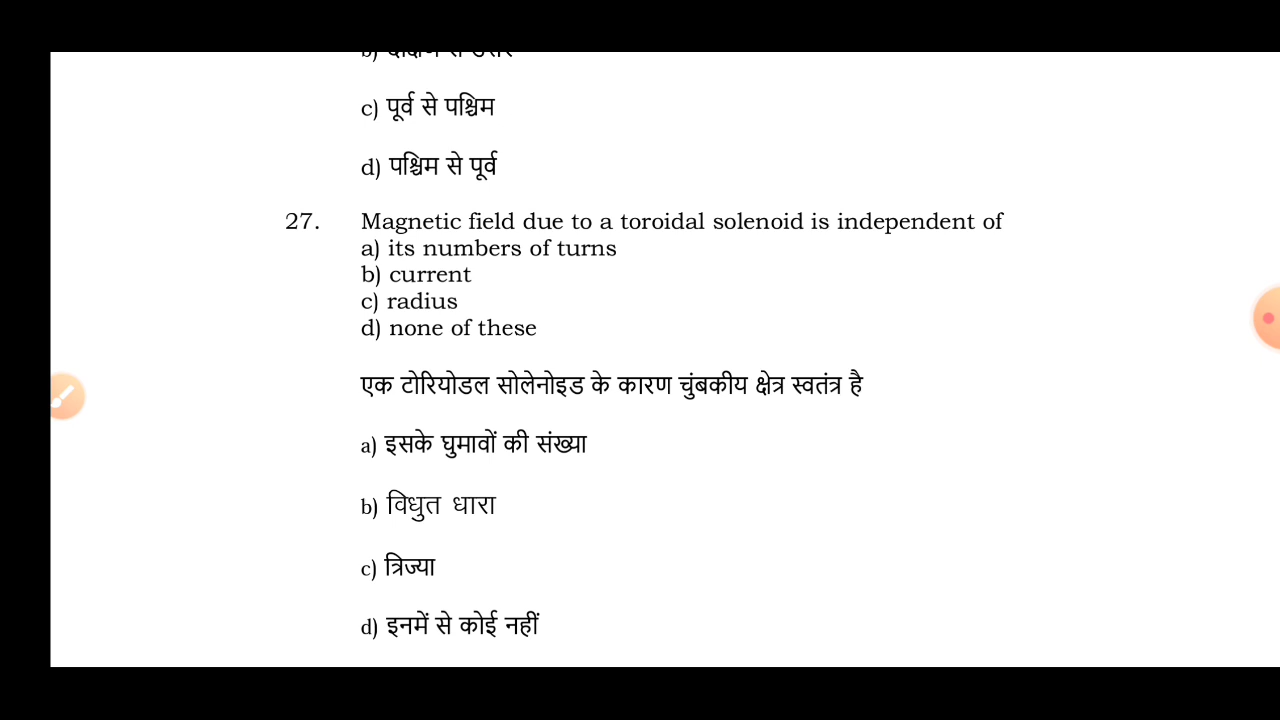 c) पूर्व से पश्चिम
d) पश्चिम से पूर्व
27. Magnetic field due to a toroidal solenoid is independent of
a) its numbers of turns
b) current
c) radius
d) none of these
एक टोरियोडल सोलेनोइड के कारण चुंबकीय क्षेत्र स्वतंत्र है
a) इसके घुमावों की संख्या
b) विधुत धारा
c) त्रिज्या
d) इनमें से कोई नहीं